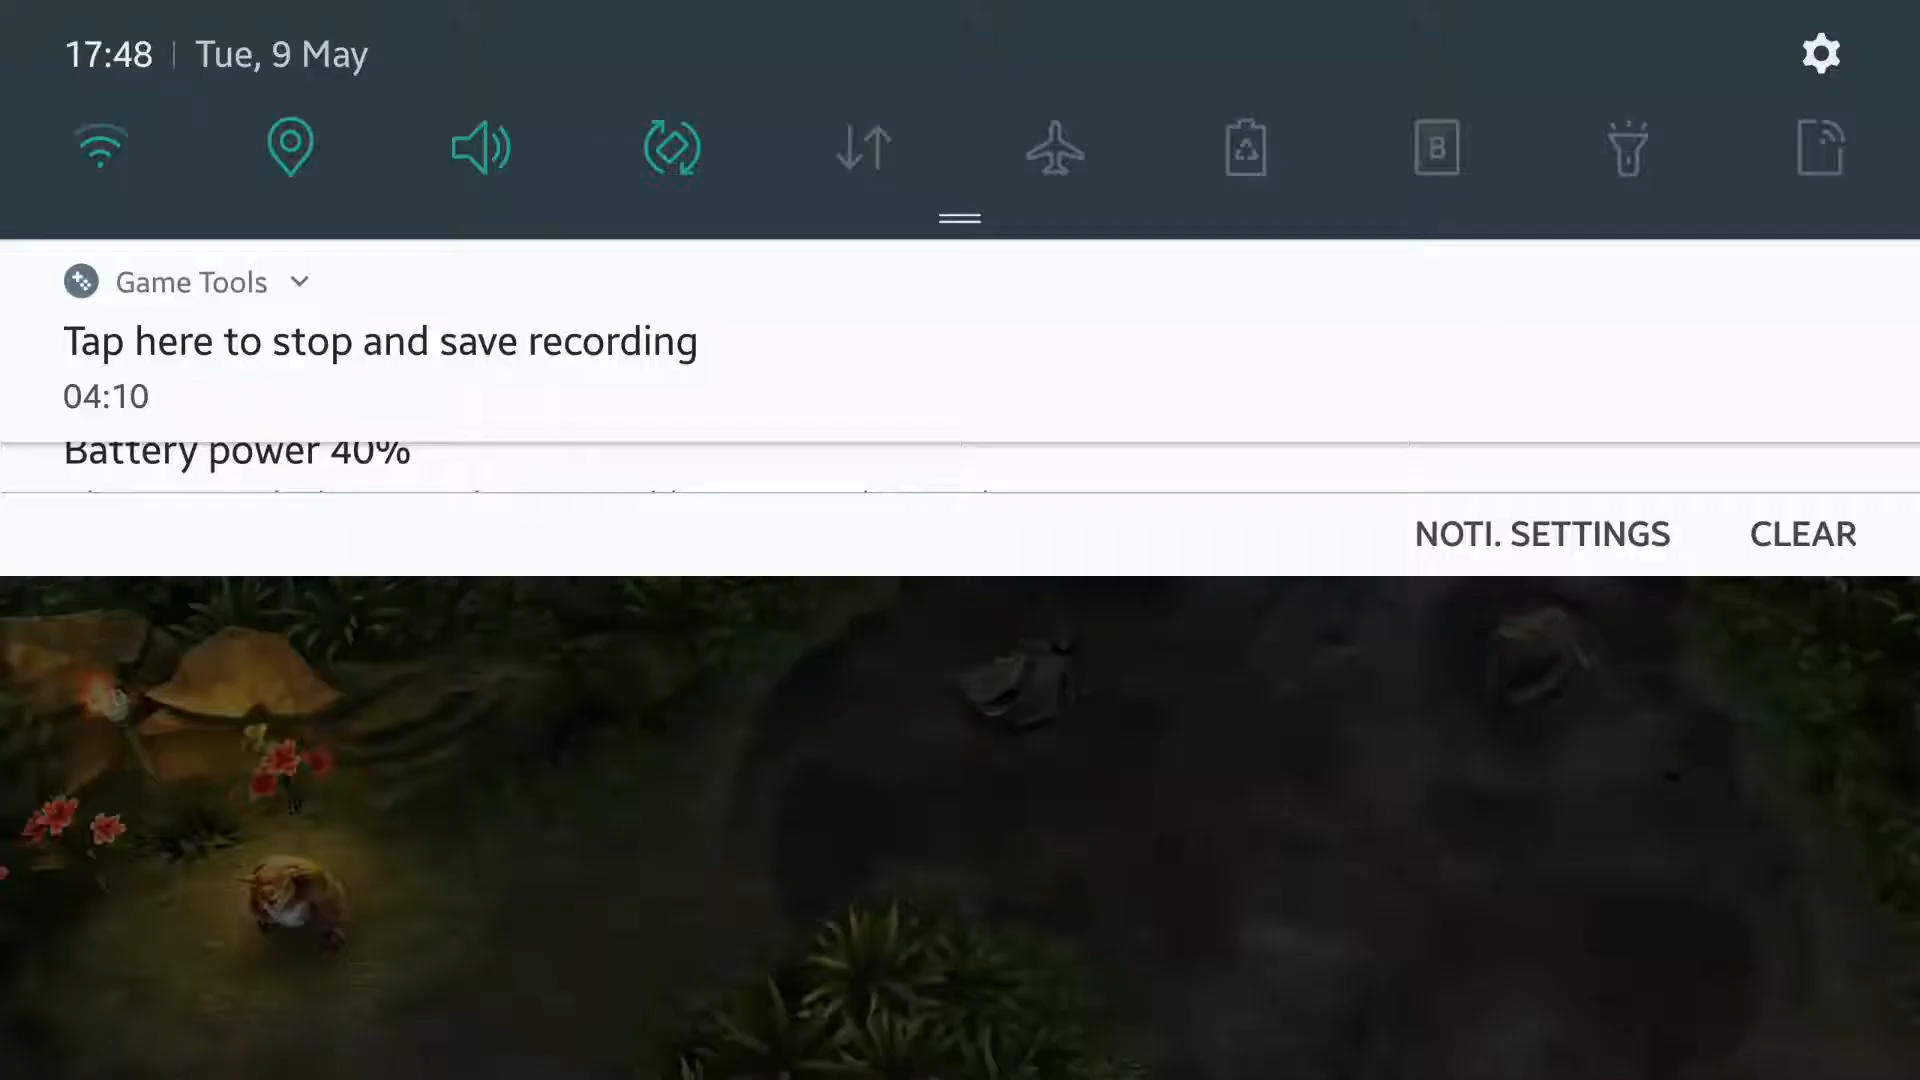 17:48 | Tue, 9 May
B
Game Tools
Tap here to stop and save recording
04:10
Battery power 40%
NOTI. SETTINGS CLEAR